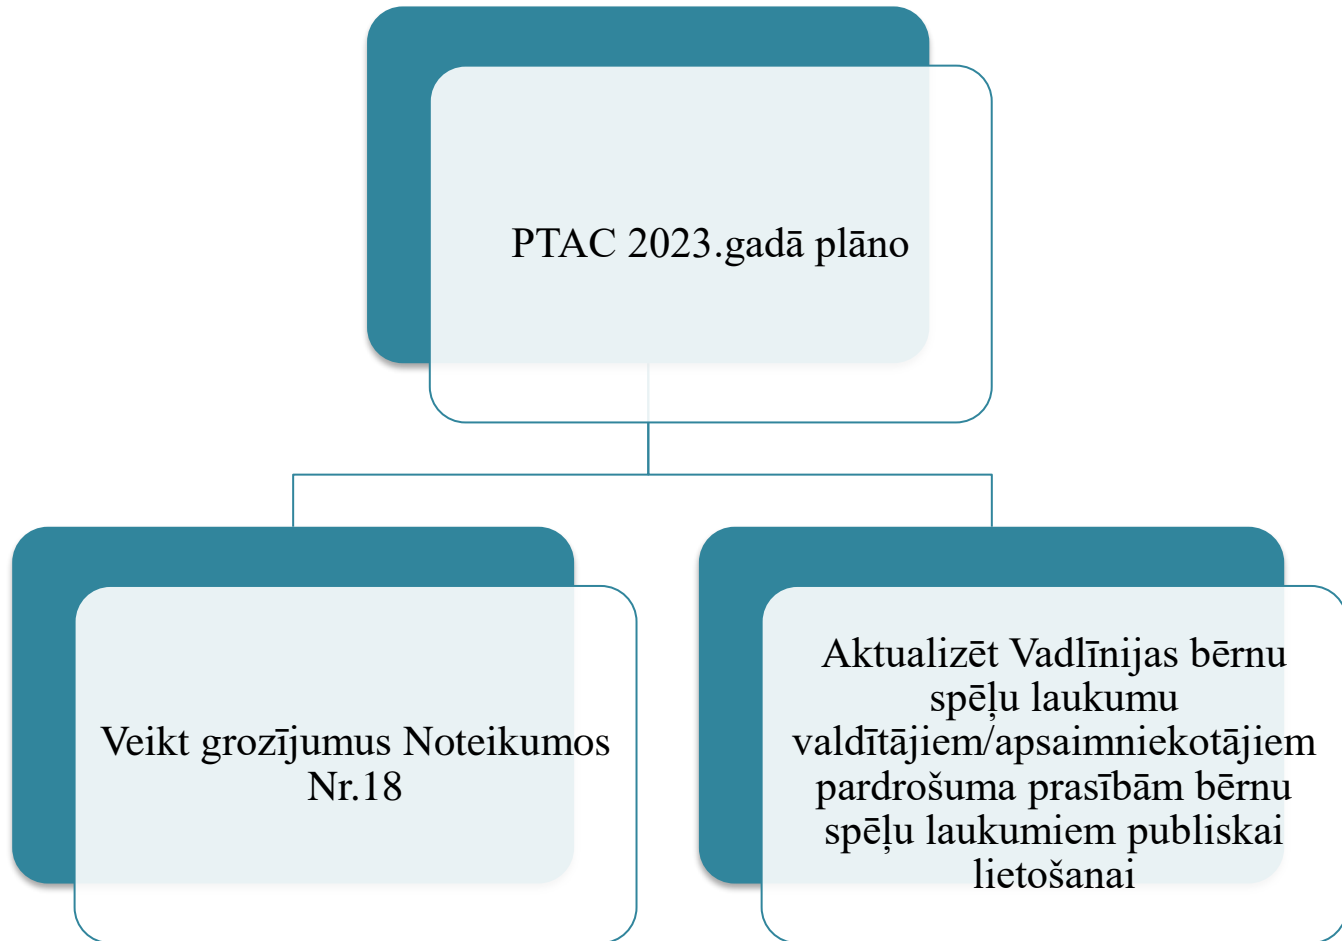 PTAC 2023.gadā plāno
Veikt grozījumus Noteikumos
Nr.18
Aktualizēt Vadlīnijas bērnu
spēļu laukumu
valdītājiem/apsaimniekotājiem
pardrošuma prasībām bērnu
spēļu laukumiem publiskai
lietošanai